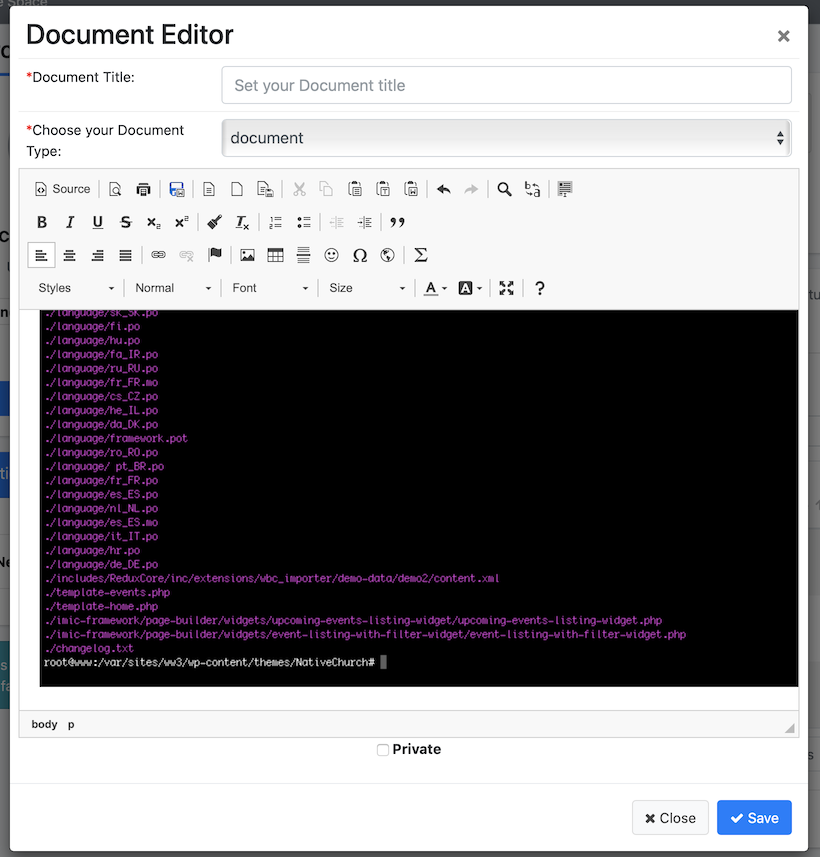 Space
Document Editor
×
*Document Title:
Set your Document title
*Choose your Document
Type:
document
Source
B I U S x₂ x² Tx
Ω Σ
Styles Normal Font Size A A ?
./language/sk_SK.po
./language/fi.po
./language/hu.po
./language/fa_IR.po
./language/ru_RU.po
./language/fr_FR.mo
./language/cs_CZ.po
./language/he_IL.po
./language/da_DK.po
./language/framework.pot
./language/ro_RO.po
./language/ pt_BR.po
./language/fr_FR.po
./language/es_ES.po
./language/nl_NL.po
./language/es_ES.mo
./language/it_IT.po
./language/hr.po
./language/de_DE.po
./includes/ReduxCore/inc/extensions/wbc_importer/demo-data/demo2/content.xml
./template-events.php
./template-home.php
./imic-framework/page-builder/widgets/upcoming-events-listing-widget/upcoming-events-listing-widget.php
./imic-framework/page-builder/widgets/event-listing-with-filter-widget/event-listing-with-filter-widget.php
./changelog.txt
root@www:/var/sites/ww3/wp-content/themes/NativeChurch#
body p
Private
Close
Save